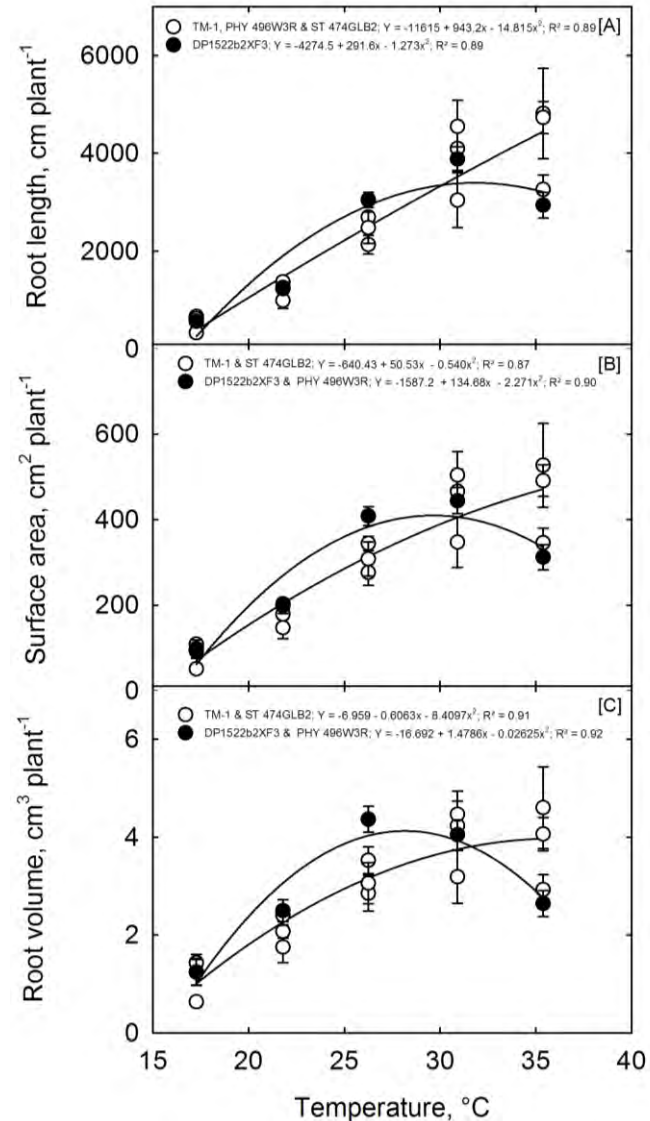 TM-1, PHY 496W3R & ST 474GLB2; Y = -11615 + 943.2x - 14.815x²; R² = 0.89 [A]
DP1522b2XF3; Y = -4274.5 + 291.6x - 1.273x²; R² = 0.89
6000
4000
2000
0
Root length, cm plant⁻¹
TM-1 & ST 474GLB2; Y = -640.43 + 50.53x - 0.540x²; R² = 0.87 [B]
DP1522b2XF3 & PHY 496W3R; Y = -1587.2 + 134.68x - 2.271x²; R² = 0.90
600
400
200
0
Surface area, cm² plant⁻¹
TM-1 & ST 474GLB2; Y = -6.959 - 0.6063x - 8.4097x²; R² = 0.91 [C]
DP1522b2XF3 & PHY 496W3R; Y = -16.692 + 1.4786x - 0.02625x²; R² = 0.92
6
4
2
0
Root volume, cm³ plant⁻¹
15 20 25 30 35 40
Temperature, °C